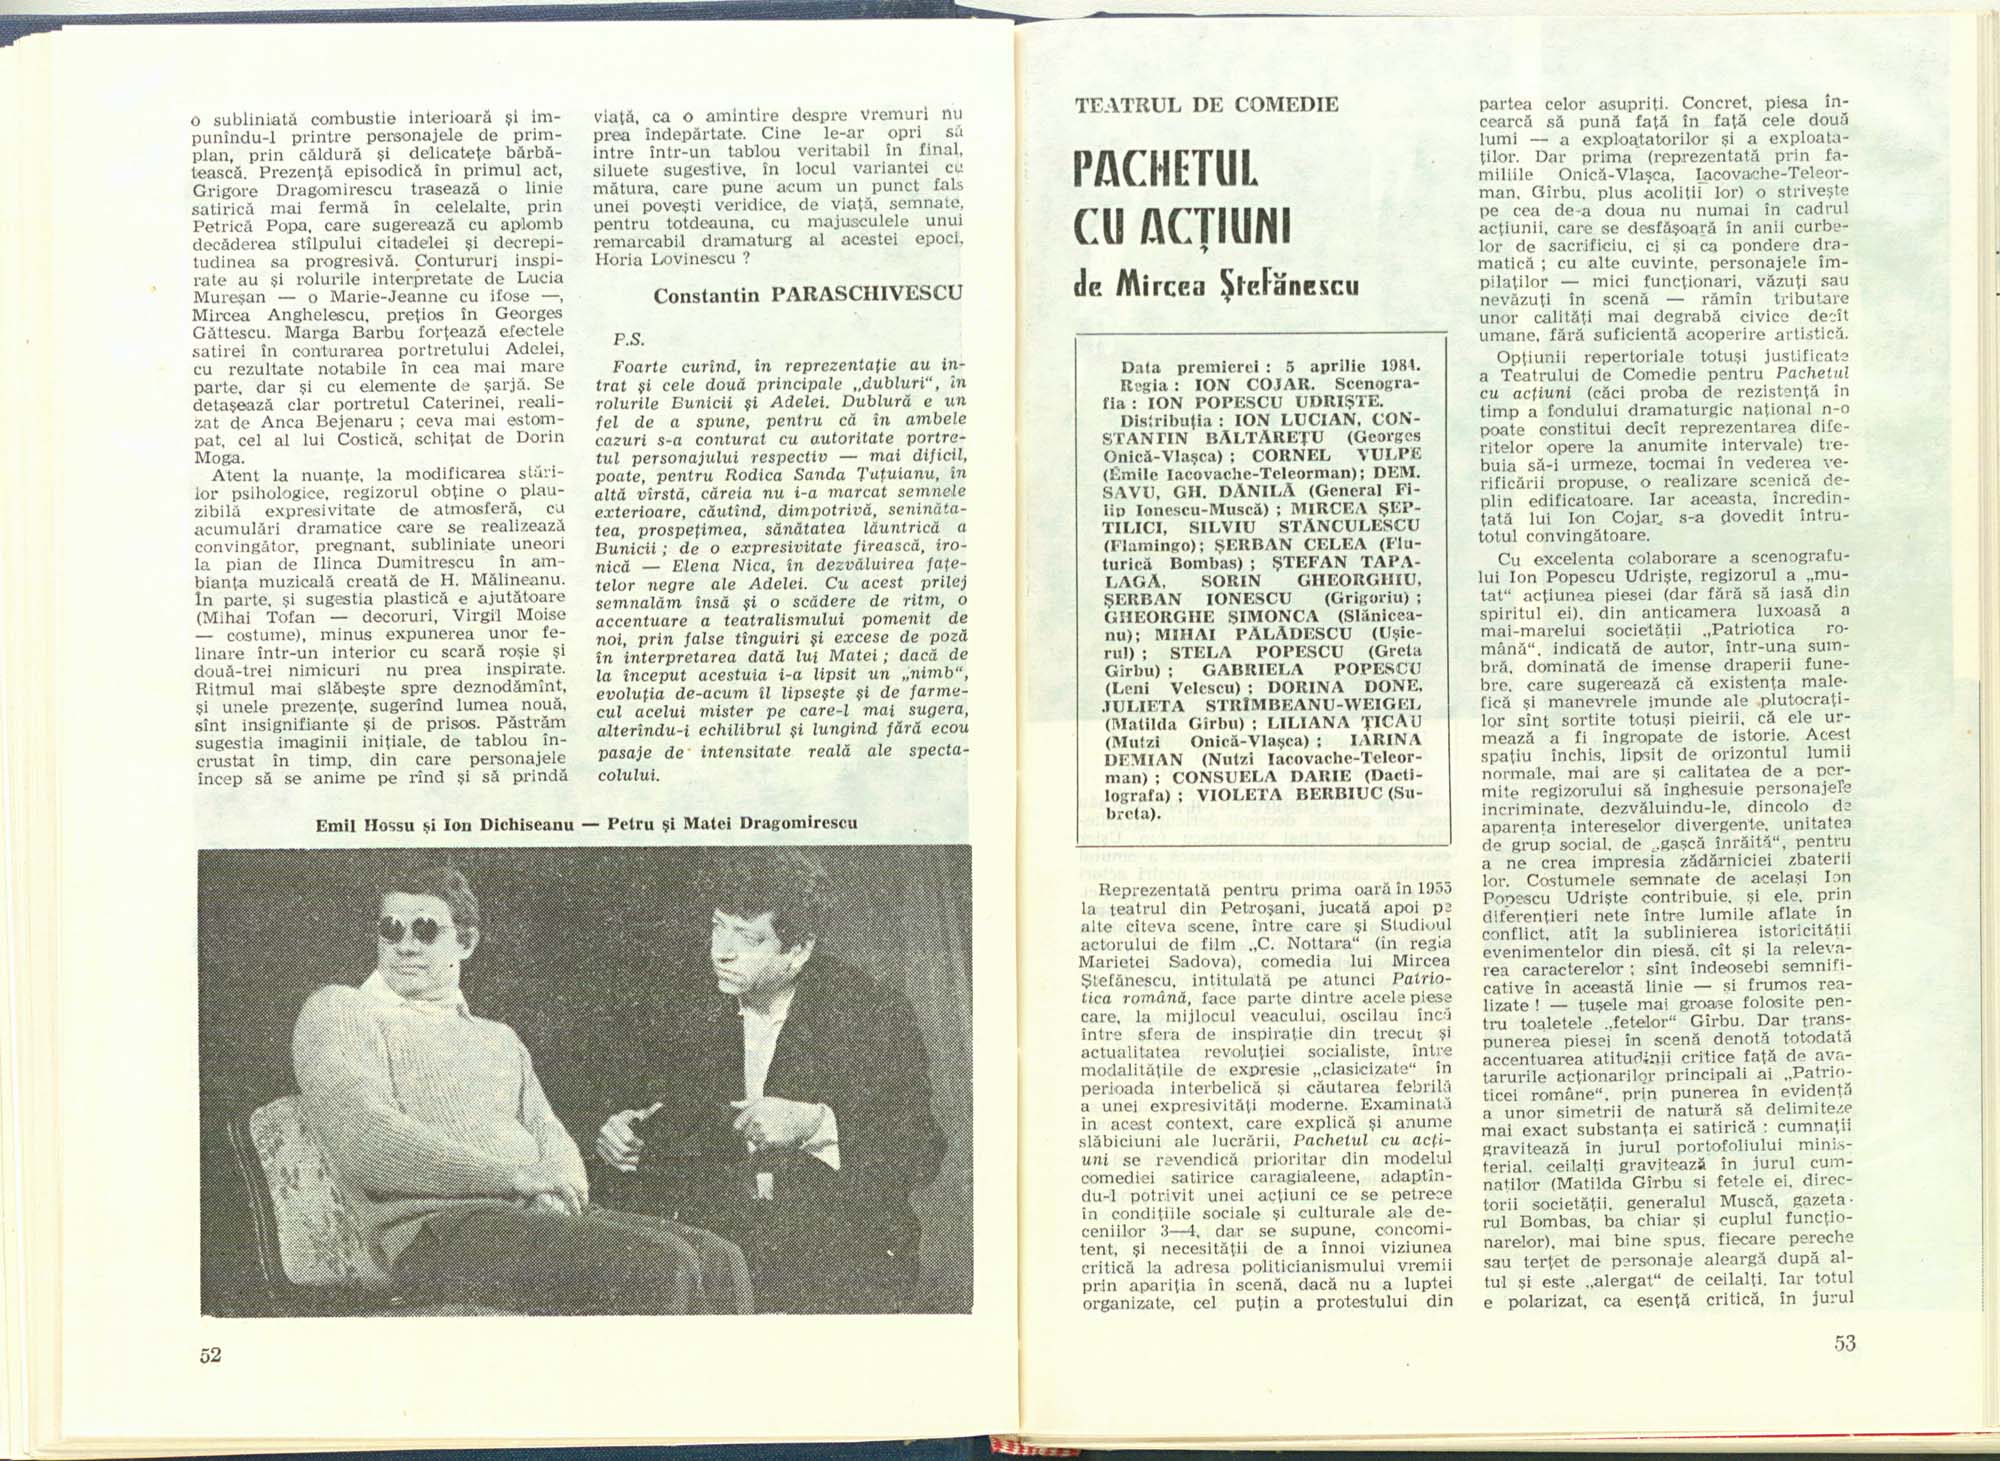 o subliniată combustie interioară și im-
punîndu-l printre personajele de prim-
plan, prin căldură și delicatețe bărbă-
tească. Prezență episodică în primul act,
Grigore Dragomirescu trasează o linie
satirică mai fermă în celelalte, prin
Petrică Popa, care sugerează cu aplomb
decăderea stîlpului citadelei și decrepi-
tudinea sa progresivă. Contururi inspi-
rate au și rolurile interpretate de Lucia
Mureșan — o Marie-Jeanne cu ifose —,
Mircea Anghelescu, prețios în Georges
Găttescu. Marga Barbu forțează efectele
satirei în conturarea portretului Adelei,
cu rezultate notabile în cea mai mare
parte, dar și cu elemente de șarjă. Se
detașează clar portretul Caterinei, reali-
zat de Anca Bejenaru ; ceva mai estom-
pat, cel al lui Costică, schițat de Dorin
Moga.
Atent la nuanțe, la modificarea stări-
lor psihologice, regizorul obține o plau-
zibilă expresivitate de atmosferă, cu
acumulări dramatice care se realizează
convingător, pregnant, subliniate uneori
la pian de Ilinca Dumitrescu în am-
bianța muzicală creată de H. Mălineanu.
În parte, și sugestia plastică e ajutătoare
(Mihai Tofan — decoruri, Virgil Moise
— costume), minus expunerea unor fe-
linare într-un interior cu scară roșie și
două-trei nimicuri nu prea inspirate.
Ritmul mai slăbește spre deznodămînt,
și unele prezențe, sugerînd lumea nouă,
sînt insignifiante și de prisos. Păstrăm
sugestia imaginii inițiale, de tablou în-
crustat în timp, din care personajele
încep să se anime pe rînd și să prindă
viață, ca o amintire despre vremuri nu
prea îndepărtate. Cine le-ar opri să
intre într-un tablou veritabil în final,
siluete sugestive, în locul variantei cu
mătura, care pune acum un punct fals
unei povești veridice, de viață, semnate,
pentru totdeauna, cu majusculele unui
remarcabil dramaturg al acestei epoci,
Horia Lovinescu ?
Constantin PARASCHIVESCU
P.S.
Foarte curînd, în reprezentație au in-
trat și cele două principale „dubluri“, în
rolurile Bunicii și Adelei. Dublură e un
fel de a spune, pentru că în ambele
cazuri s-a conturat cu autoritate portre-
tul personajului respectiv — mai dificil,
poate, pentru Rodica Sanda Țuțuianu, în
altă vîrstă, căreia nu i-a marcat semnele
exterioare, căutînd, dimpotrivă, seninăta-
tea, prospețimea, sănătatea lăuntrică a
Bunicii ; de o expresivitate firească, iro-
nică — Elena Nica, în dezvăluirea fațe-
telor negre ale Adelei. Cu acest prilej
semnalăm însă și o scădere de ritm, o
accentuare a teatralismului pomenit de
noi, prin false tînguiri și excese de poză
în interpretarea dată lui Matei ; dacă de
la început acestuia i-a lipsit un „nimb“,
evoluția de-acum îl lipsește și de farme-
cul acelui mister pe care-l mai sugera,
alterîndu-i echilibrul și lungind fără ecou
pasaje de intensitate reală ale specta-
colului.
Emil Hossu și Ion Dichiseanu — Petru și Matei Dragomirescu
52
TEATRUL DE COMEDIE
PACHETUL
CU ACȚIUNI
de Mircea Ștefănescu
Data premierei : 5 aprilie 1984.
Regia : ION COJAR. Scenogra-
fia : ION POPESCU UDRIȘTE.
Distribuția : ION LUCIAN, CON-
STANTIN BĂLTĂREȚU (Georges
Onică-Vlașca) ; CORNEL VULPE
(Emile Iacovache-Teleorman); DEM.
SAVU, GH. DĂNILĂ (General Fi-
lip Ionescu-Muscă) ; MIRCEA ȘEP-
TILICI, SILVIU STĂNCULESCU
(Flamingo); ȘERBAN CELEA (Flu-
turică Bombas) ; ȘTEFAN TAPA-
LAGĂ, SORIN GHEORGHIU,
ȘERBAN IONESCU (Grigoriu) ;
GHEORGHE ȘIMONCA (Slănicea-
nu); MIHAI PĂLĂDESCU (Ușie-
rul) ; STELA POPESCU (Greta
Gîrbu) ; GABRIELA POPESCU
(Leni Velescu) ; DORINA DONE,
JULIETA STRÎMBEANU-WEIGEL
(Matilda Gîrbu) ; LILIANA ȚICĂU
(Mutzi Onică-Vlașca) ; IARINA
DEMIAN (Nutzi Iacovache-Teleor-
man) ; CONSUELA DARIE (Dacti-
lografa) ; VIOLETA BERBIUC (Su-
breta).
Reprezentată pentru prima oară în 1953
la teatrul din Petroșani, jucată apoi pe
alte cîteva scene, între care și Studioul
actorului de film „C. Nottara“ (în regia
Marietei Sadova), comedia lui Mircea
Ștefănescu, intitulată pe atunci Patrio-
tica română, face parte dintre acele piese
care, la mijlocul veacului, oscilau încă
între sfera de inspirație din trecut și
actualitatea revoluției socialiste, între
modalitățile de expresie „clasicizate“ în
perioada interbelică și căutarea febrilă
a unei expresivități moderne. Examinată
în acest context, care explică și anume
slăbiciuni ale lucrării, Pachetul cu acți-
uni se revendică prioritar din modelul
comediei satirice caragialeene, adaptîn-
du-l potrivit unei acțiuni ce se petrece
în condițiile sociale și culturale ale de-
ceniilor 3—4, dar se supune, concomi-
tent, și necesității de a înnoi viziunea
critică la adresa politicianismului vremii
prin apariția în scenă, dacă nu a luptei
organizate, cel puțin a protestului din
partea celor asupriți. Concret, piesa în-
cearcă să pună față în față cele două
lumi — a exploatatorilor și a exploata-
ților. Dar prima (reprezentată prin fa-
miliile Onică-Vlașca, Iacovache-Teleor-
man, Gîrbu, plus acoliții lor) o strivește
pe cea de-a doua nu numai în cadrul
acțiunii, care se desfășoară în anii curbe-
lor de sacrificiu, ci și ca pondere dra-
matică ; cu alte cuvinte, personajele îm-
pilaților — mici funcționari, văzuți sau
nevăzuți în scenă — rămîn tributare
unor calități mai degrabă civice decît
umane, fără suficientă acoperire artistică.
Opțiunii repertoriale totuși justificate
a Teatrului de Comedie pentru Pachetul
cu acțiuni (căci proba de rezistență în
timp a fondului dramaturgic național n-o
poate constitui decît reprezentarea dife-
ritelor opere la anumite intervale) tre-
buia să-i urmeze, tocmai în vederea ve-
rificării propuse, o realizare scenică de-
plin edificatoare. Iar aceasta, încredin-
țată lui Ion Cojar, s-a dovedit întru-
totul convingătoare.
Cu excelenta colaborare a scenografu-
lui Ion Popescu Udriște, regizorul a „mu-
tat“ acțiunea piesei (dar fără să iasă din
spiritul ei), din anticamera luxoasă a
mai-marelui societății „Patriotica ro-
mână“, indicată de autor, într-una sum-
bră, dominată de imense draperii fune-
bre, care sugerează că existența male-
fică și manevrele imunde ale plutocrați-
lor sînt sortite totuși pieirii, că ele ur-
mează a fi îngropate de istorie. Acest
spațiu închis, lipsit de orizontul lumii
normale, mai are și calitatea de a per-
mite regizorului să înghesuie personajele
incriminate, dezvăluindu-le, dincolo de
aparența intereselor divergente, unitatea
de grup social, de „gașcă înrăită“, pentru
a ne crea impresia zădărniciei zbaterii
lor. Costumele semnate de același Ion
Popescu Udriște contribuie, și ele, prin
diferențieri nete între lumile aflate în
conflict, atît la sublinierea istoricității
evenimentelor din piesă, cît și la releva-
rea caracterelor ; sînt îndeosebi semnifi-
cative în această linie — și frumos rea-
lizate ! — tușele mai groase folosite pen-
tru toaletele „fetelor“ Gîrbu. Dar trans-
punerea piesei în scenă denotă totodată
accentuarea atitudinii critice față de ava-
tarurile acționarilor principali ai „Patrio-
ticei române“, prin punerea în evidență
a unor simetrii de natură să delimiteze
mai exact substanța ei satirică : cumnații
gravitează în jurul portofoliului minis-
terial, ceilalți gravitează în jurul cum-
naților (Matilda Gîrbu și fetele ei, direc-
torii societății, generalul Muscă, gazeta-
rul Bombas, ba chiar și cuplul funcțio-
narelor), mai bine spus, fiecare pereche
sau terțet de personaje aleargă după al-
tul și este „alergat“ de ceilalți. Iar totul
e polarizat, ca esență critică, în jurul
53